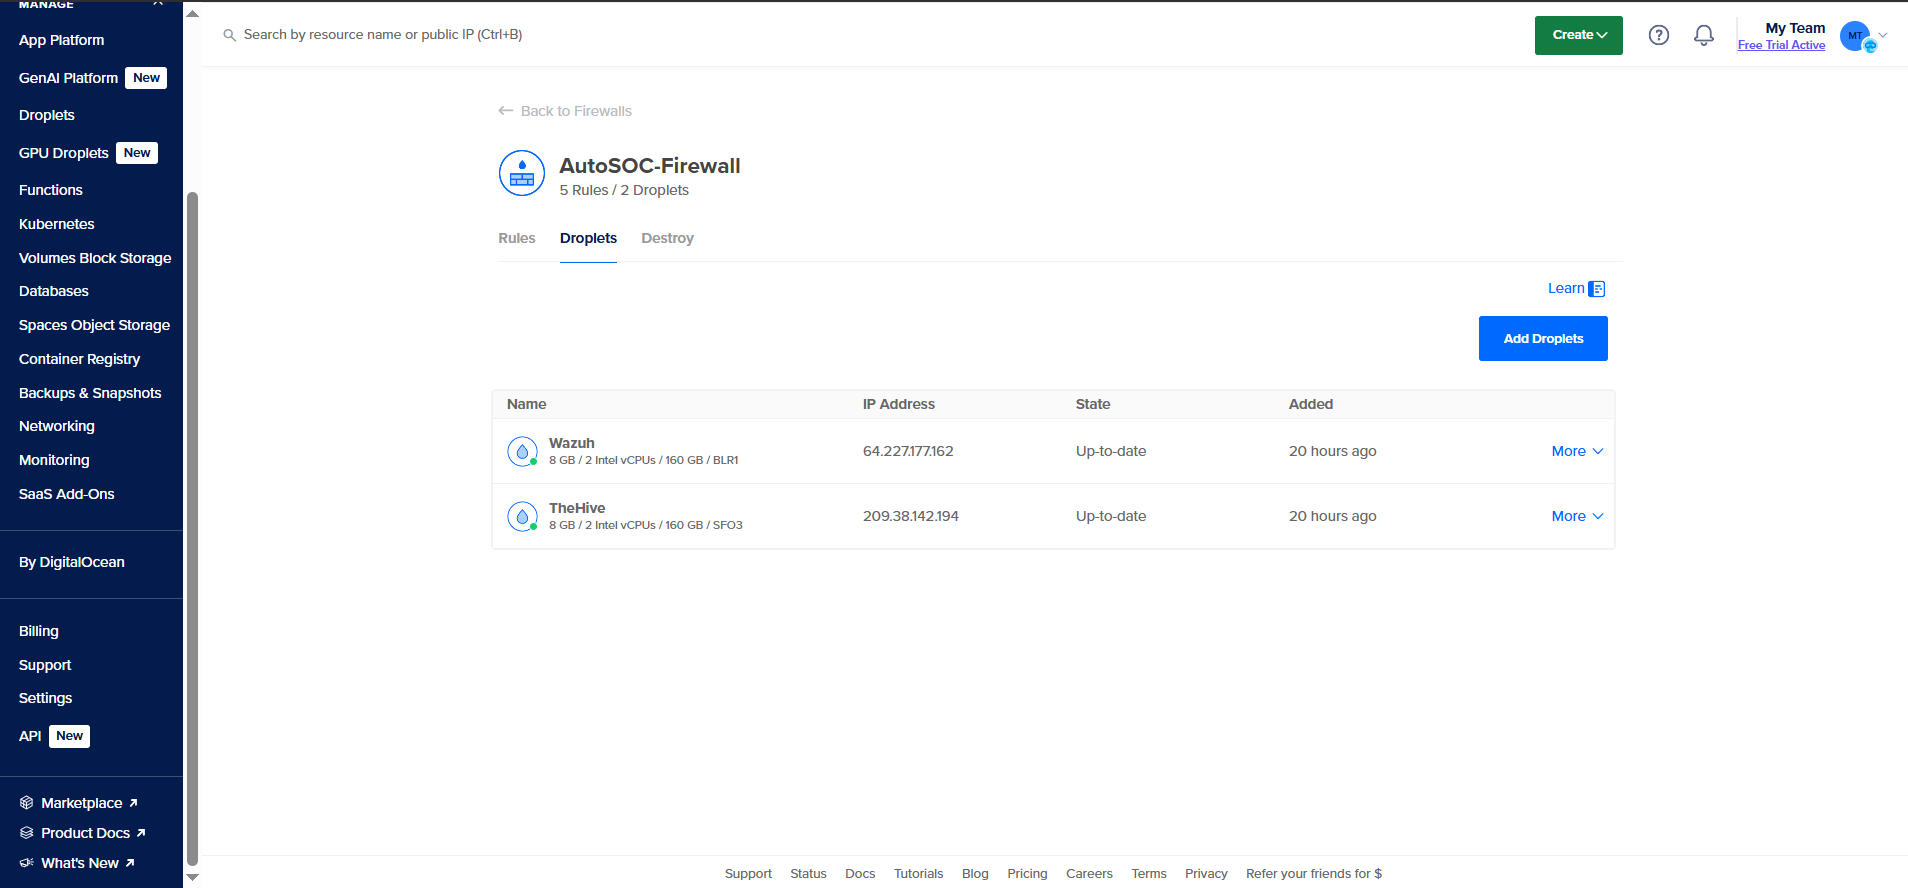 MANAGE
App Platform
GenAI Platform New
Droplets
GPU Droplets New
Functions
Kubernetes
Volumes Block Storage
Databases
Spaces Object Storage
Container Registry
Backups & Snapshots
Networking
Monitoring
SaaS Add-Ons
By DigitalOcean
Billing
Support
Settings
API New
Marketplace
Product Docs
What's New
Search by resource name or public IP (Ctrl+B)
Create
My Team
Free Trial Active
MT
Back to Firewalls
AutoSOC-Firewall
5 Rules / 2 Droplets
Rules Droplets Destroy
Learn
Add Droplets
Name IP Address State Added
Wazuh
8 GB / 2 Intel vCPUs / 160 GB / BLR1
64.227.177.162 Up-to-date 20 hours ago More
TheHive
8 GB / 2 Intel vCPUs / 160 GB / SFO3
209.38.142.194 Up-to-date 20 hours ago More
Support Status Docs Tutorials Blog Pricing Careers Terms Privacy Refer your friends for $